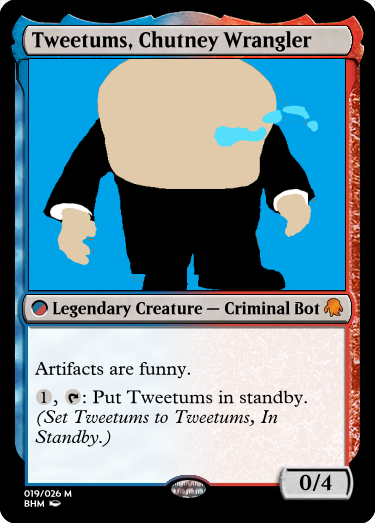 Tweetums, Chutney Wrangler
Legendary Creature — Criminal Bot
Artifacts are funny.
1, : Put Tweetums in standby.
(Set Tweetums to Tweetums, In
Standby.)
0/4
019/026 M
BHM